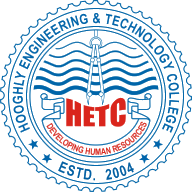 HOOGHLY ENGINEERING & TECHNOLOGY COLLEGE
HETC
DEVELOPING HUMAN RESOURCES
ESTD. 2004